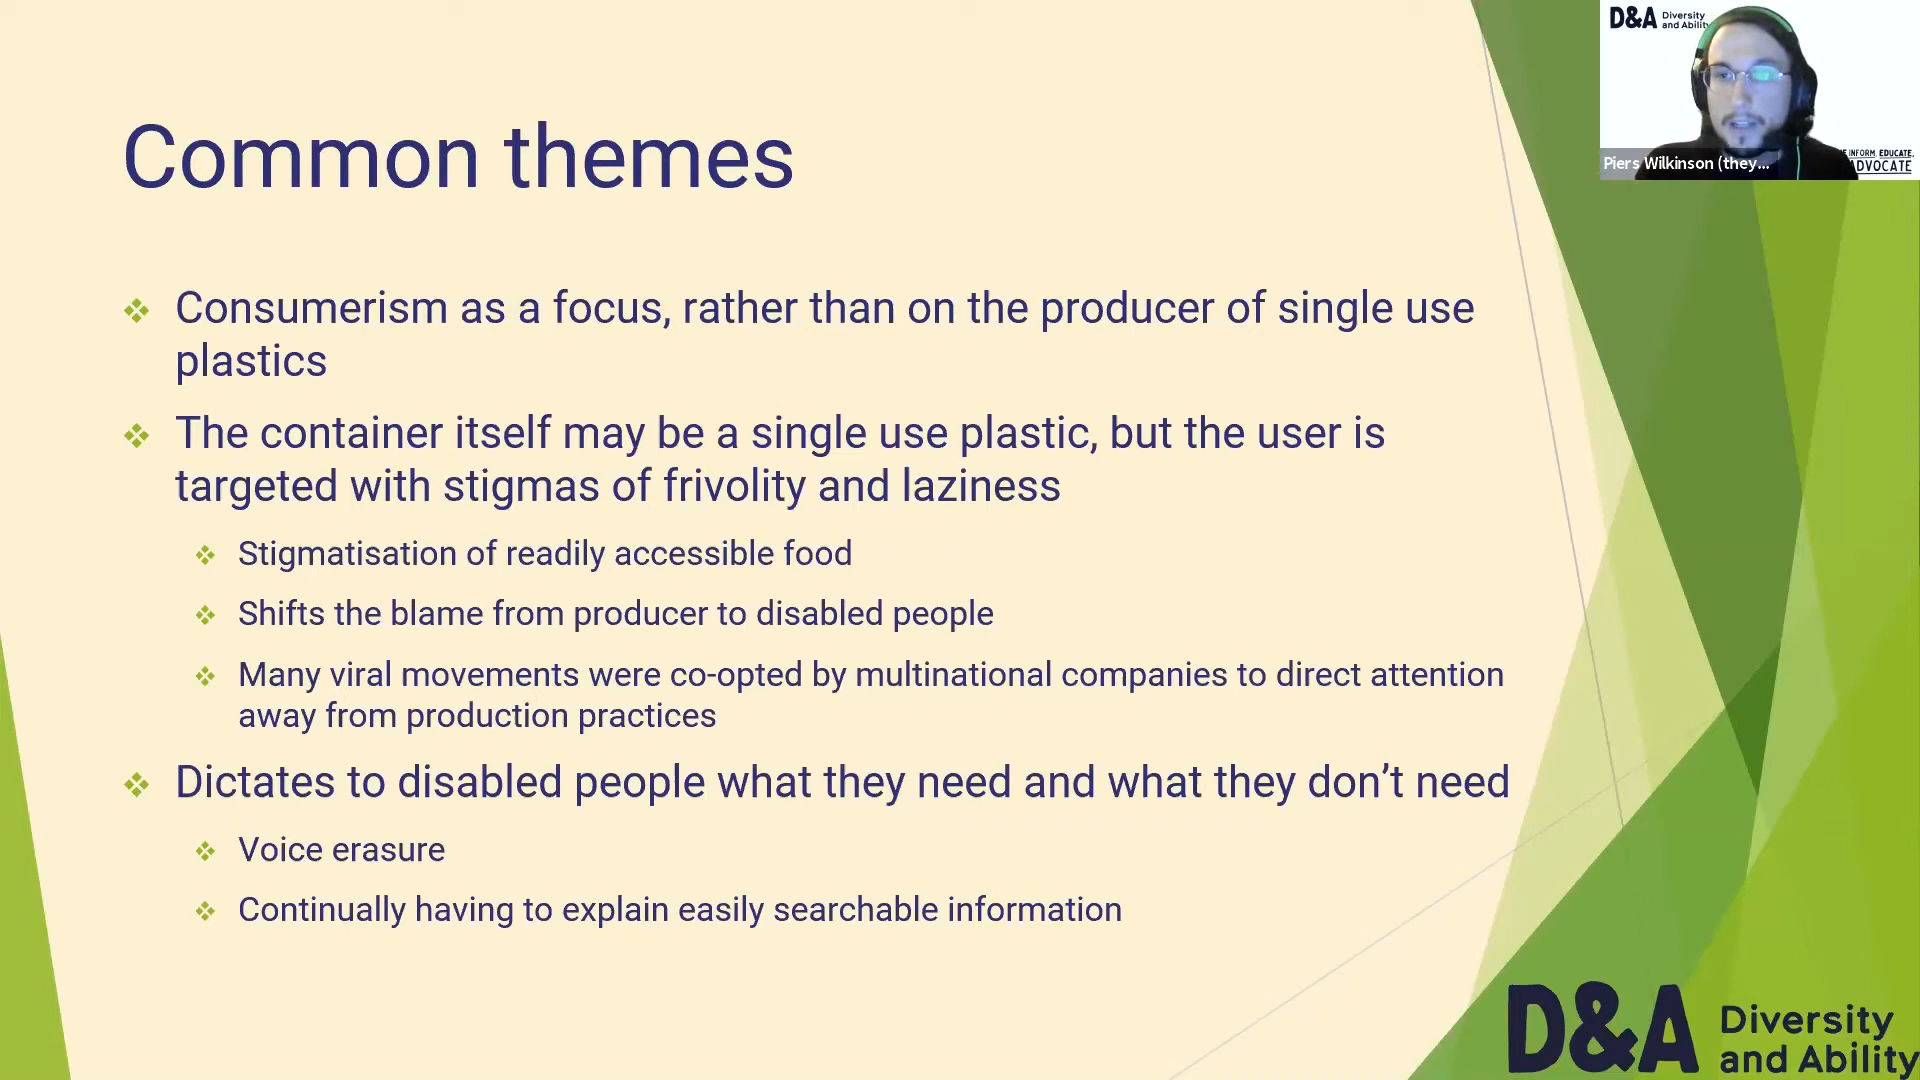 D&A Diversity
and Ability
Piers Wilkinson (they...
INFORM. EDUCATE.
ADVOCATE
Common themes
Consumerism as a focus, rather than on the producer of single use
plastics
The container itself may be a single use plastic, but the user is
targeted with stigmas of frivolity and laziness
Stigmatisation of readily accessible food
Shifts the blame from producer to disabled people
Many viral movements were co-opted by multinational companies to direct attention
away from production practices
Dictates to disabled people what they need and what they don’t need
Voice erasure
Continually having to explain easily searchable information
D&A Diversity
and Ability